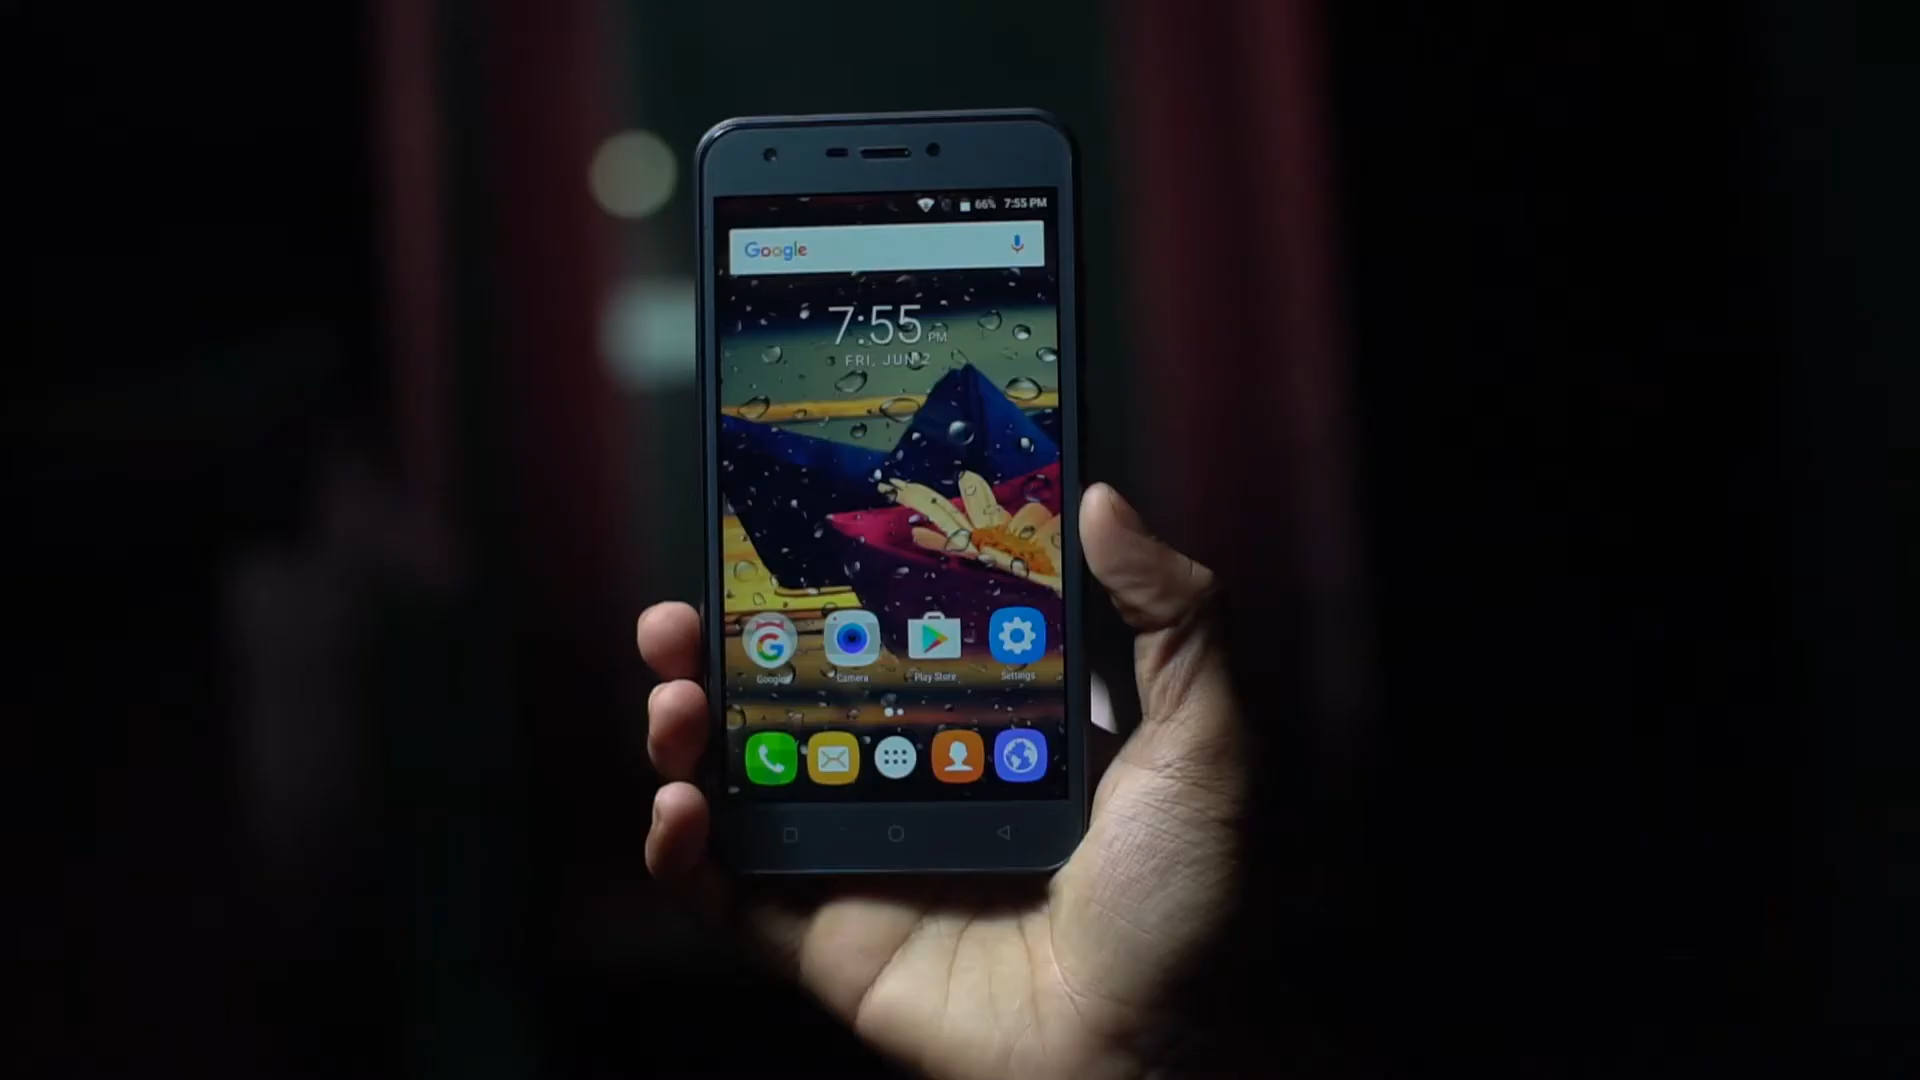 66% 7:55 PM
Google
7:55 PM
FRI, JUN 2
Google Camera Play Store Settings